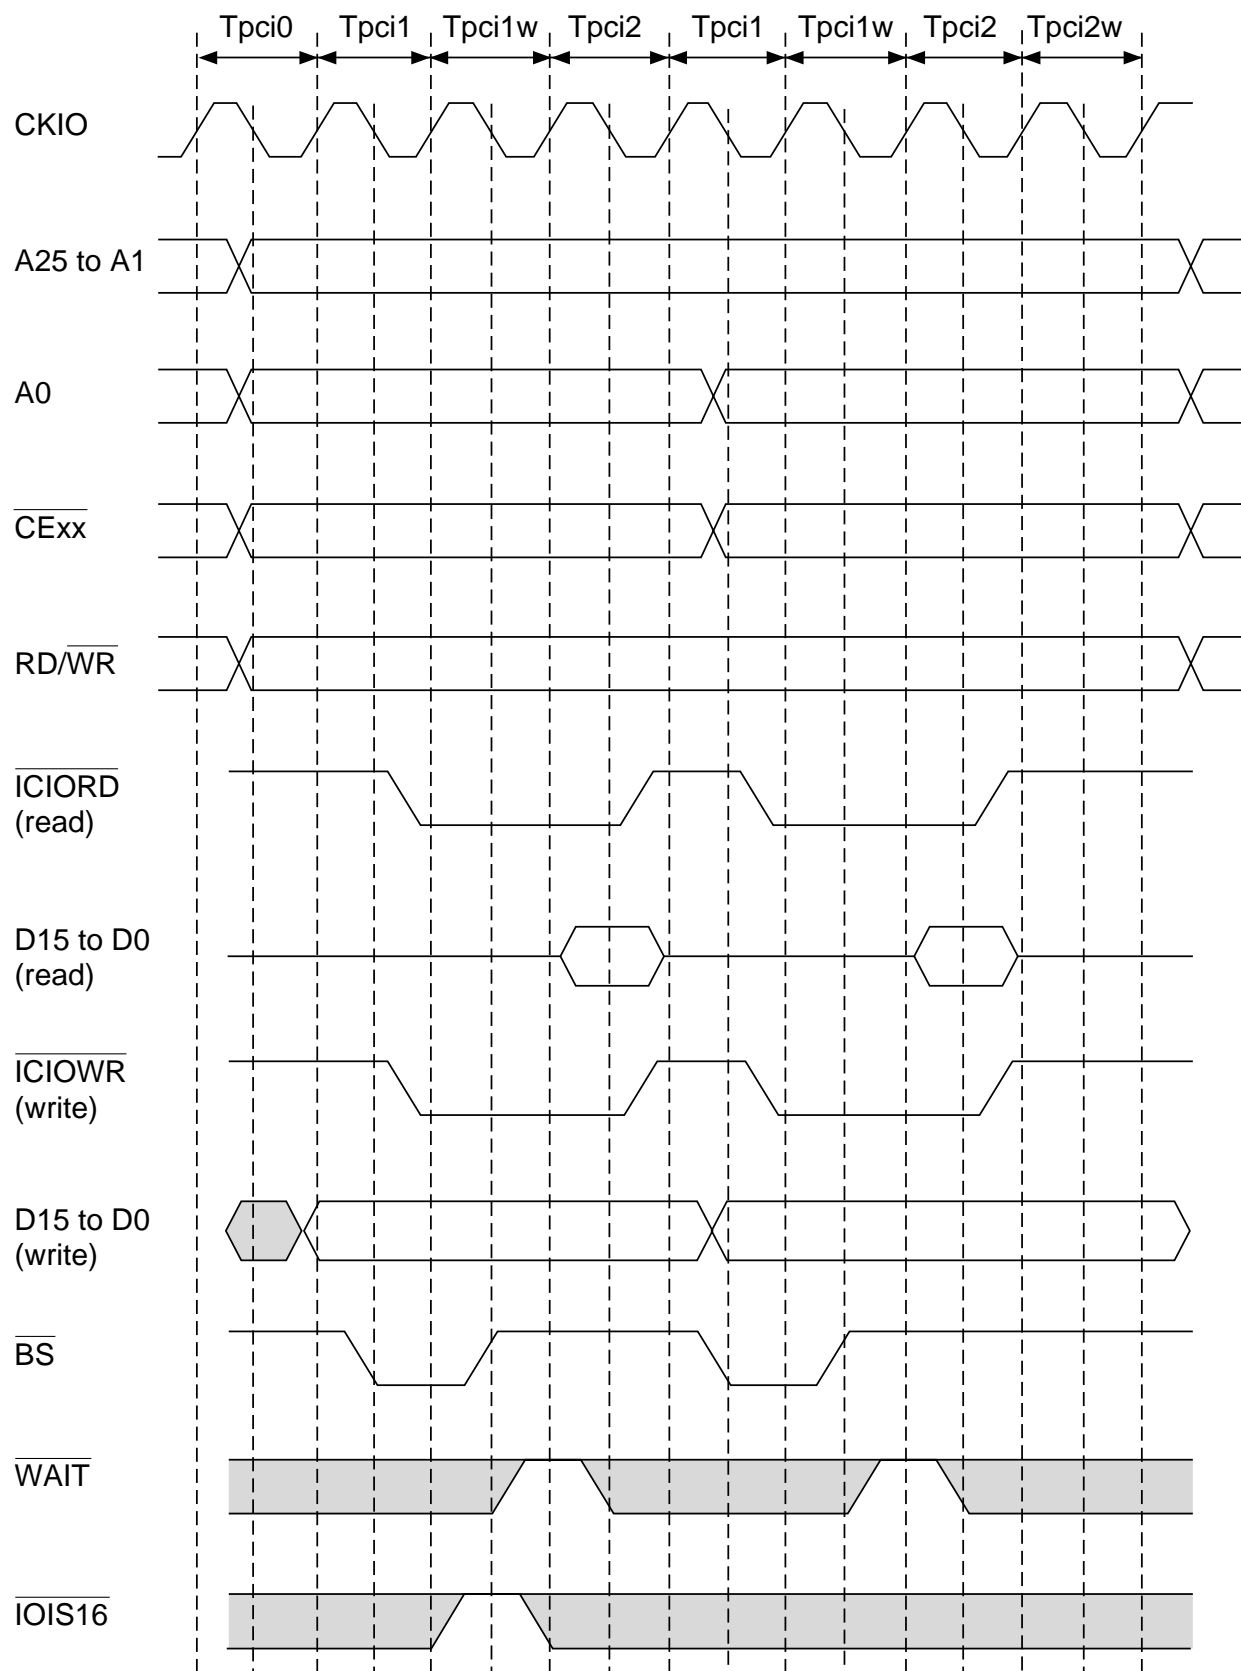 Tpci0 Tpci1 Tpci1w Tpci2 Tpci1 Tpci1w Tpci2 Tpci2w
CKIO
A25 to A1
A0
CExx
RD/WR
ICIORD
(read)
D15 to D0
(read)
ICIOWR
(write)
D15 to D0
(write)
BS
WAIT
IOIS16